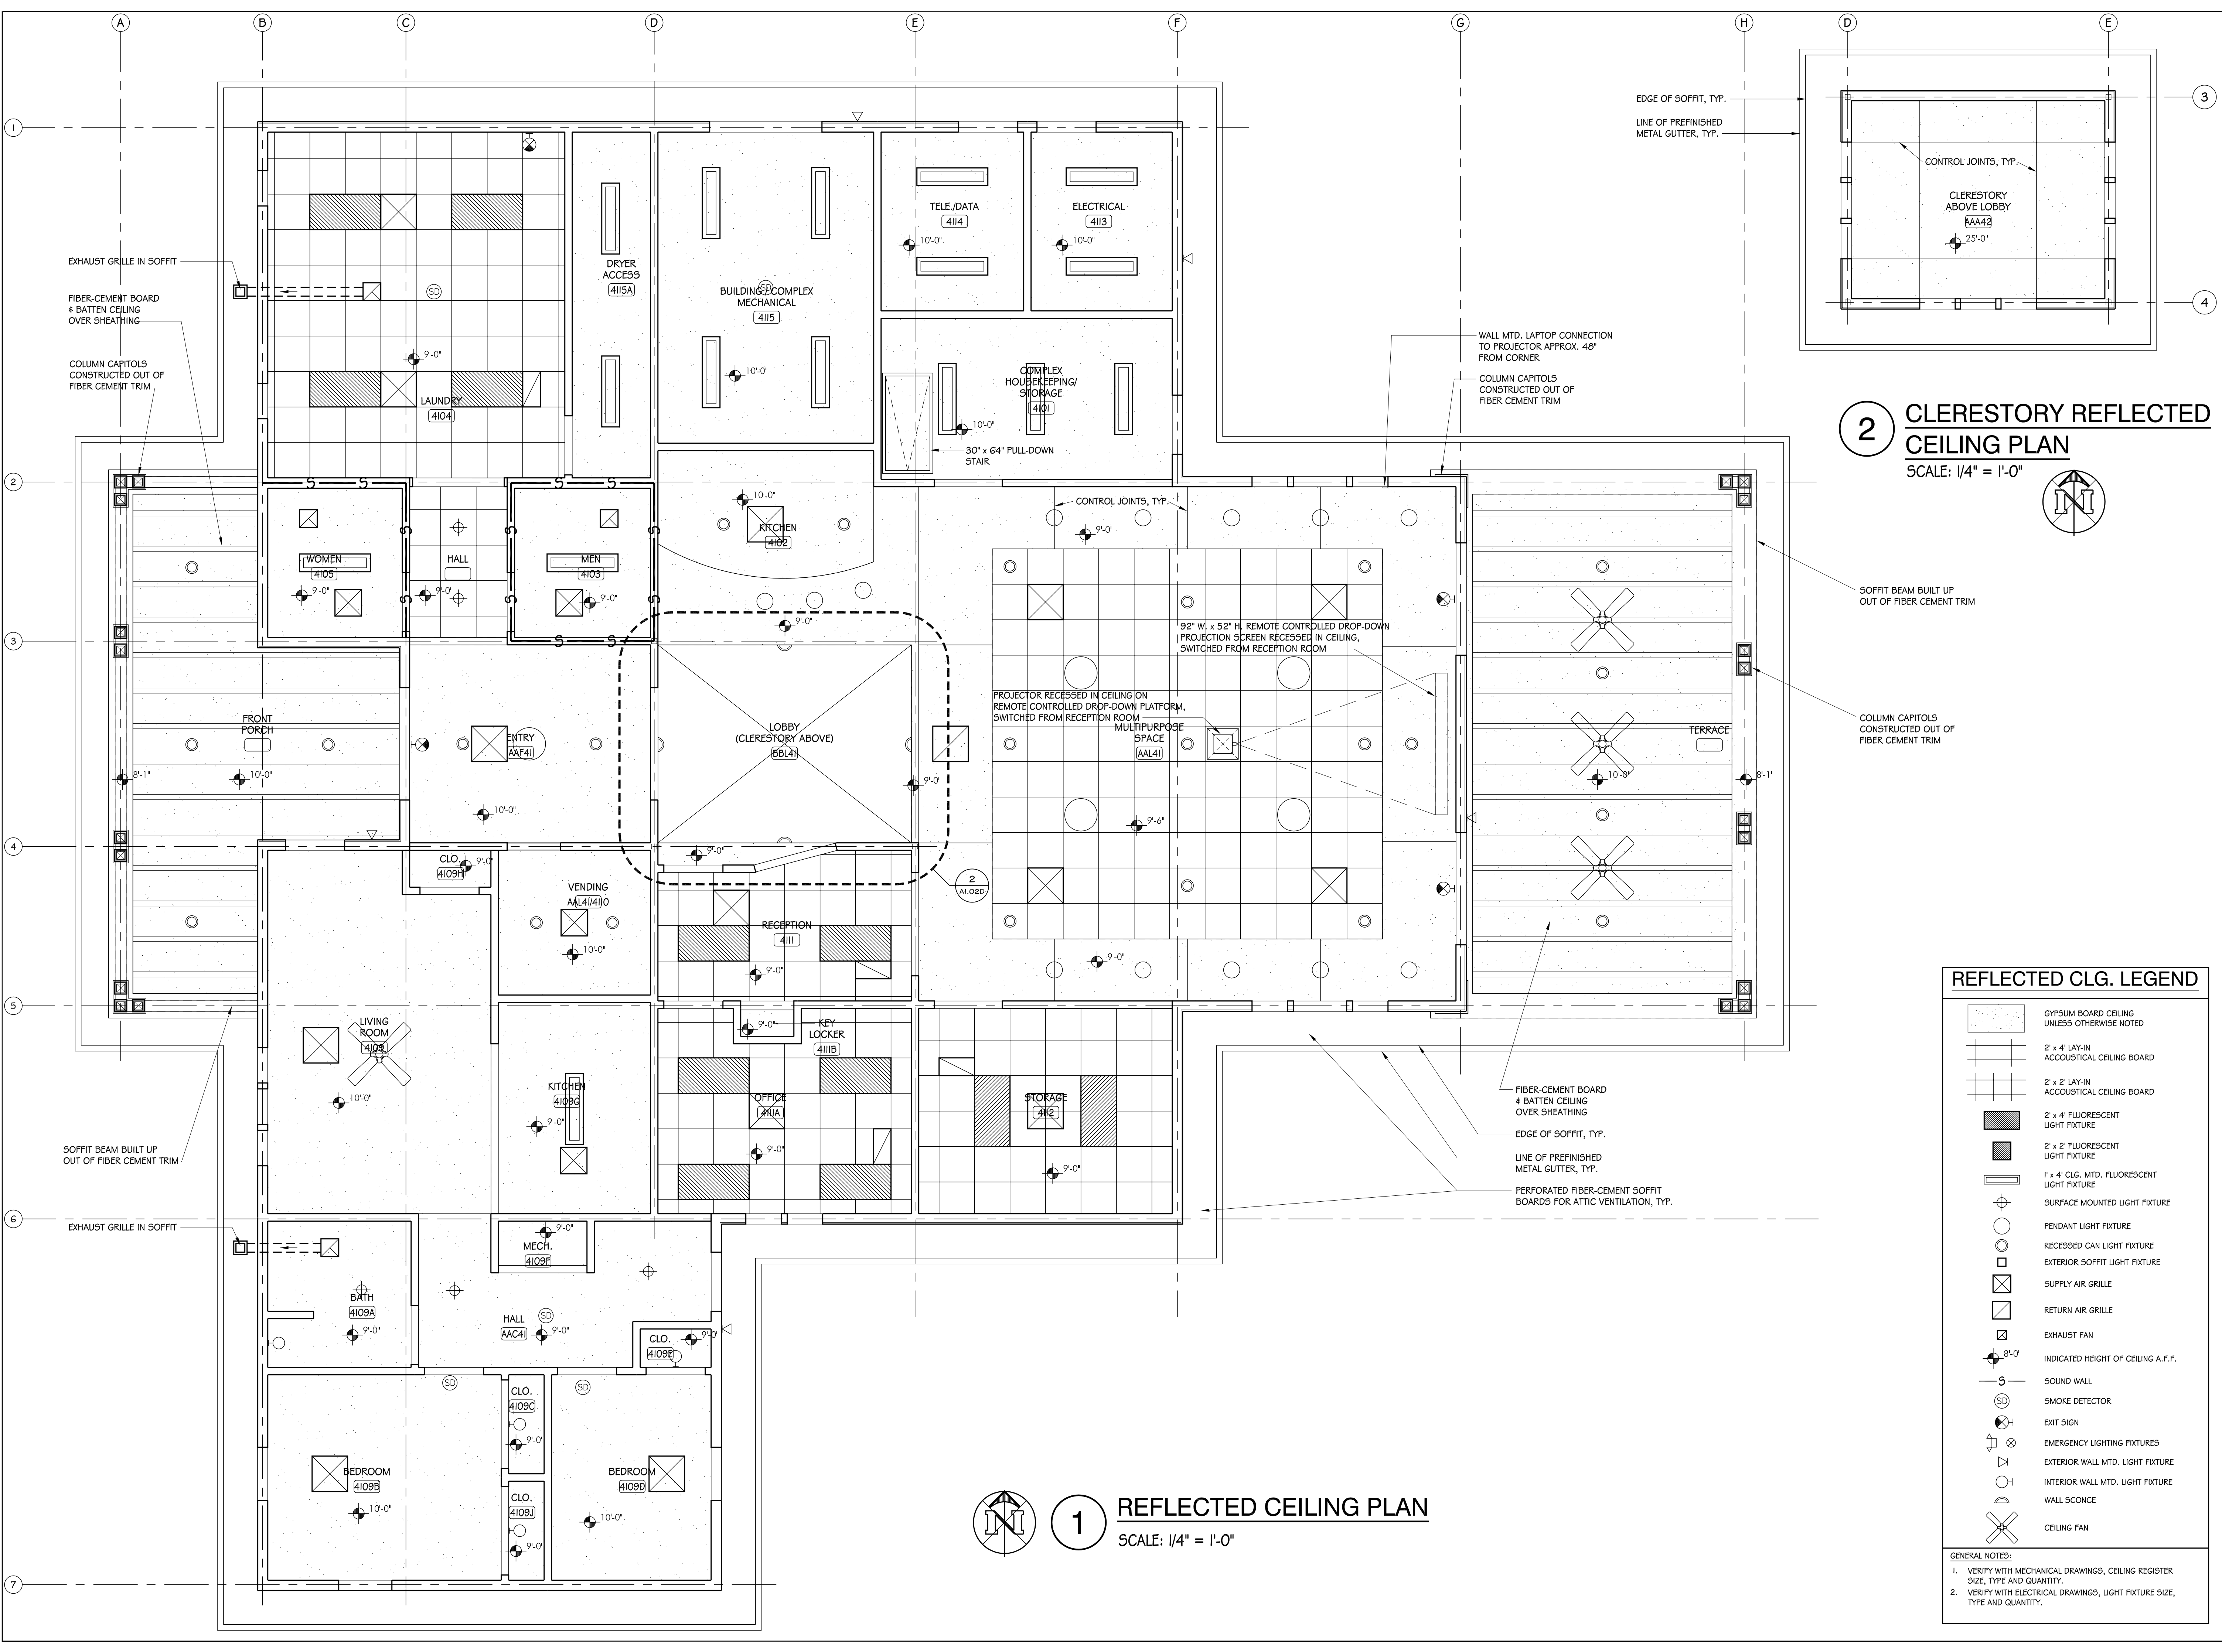 A
B
C
D
E
F
G
H
D
E
1
2
3
4
5
6
7
3
4
EDGE OF SOFFIT, TYP.
LINE OF PREFINISHED
METAL GUTTER, TYP.
CONTROL JOINTS, TYP.
CLERESTORY
ABOVE LOBBY
AAA42
25'-0"
2
CLERESTORY REFLECTED
CEILING PLAN
SCALE: 1/4" = 1'-0"
N
EXHAUST GRILLE IN SOFFIT
FIBER-CEMENT BOARD
& BATTEN CEILING
OVER SHEATHING
COLUMN CAPITOLS
CONSTRUCTED OUT OF
FIBER CEMENT TRIM
SD
9'-0"
LAUNDRY
4104
DRYER
ACCESS
4115A
SD
BUILDING / COMPLEX
MECHANICAL
4115
10'-0"
TELE./DATA
4114
10'-0"
ELECTRICAL
4113
10'-0"
COMPLEX
HOUSEKEEPING/
STORAGE
4101
10'-0"
30" x 64" PULL-DOWN
STAIR
WALL MTD. LAPTOP CONNECTION
TO PROJECTOR APPROX. 48"
FROM CORNER
COLUMN CAPITOLS
CONSTRUCTED OUT OF
FIBER CEMENT TRIM
S S S S
S S S S
S S S S
WOMEN
4105
9'-0"
HALL
9'-0"
MEN
4103
9'-0"
10'-0"
KITCHEN
4102
9'-0"
CONTROL JOINTS, TYP.
9'-0"
92" W. x 52" H. REMOTE CONTROLLED DROP-DOWN
PROJECTION SCREEN RECESSED IN CEILING,
SWITCHED FROM RECEPTION ROOM
PROJECTOR RECESSED IN CEILING ON
REMOTE CONTROLLED DROP-DOWN PLATFORM,
SWITCHED FROM RECEPTION ROOM
MULTIPURPOSE
SPACE
AAL41
9'-6"
9'-0"
SOFFIT BEAM BUILT UP
OUT OF FIBER CEMENT TRIM
TERRACE
10'-0"
8'-1"
COLUMN CAPITOLS
CONSTRUCTED OUT OF
FIBER CEMENT TRIM
FRONT
PORCH
8'-1"
10'-0"
ENTRY
AAF41
10'-0"
LOBBY
(CLERESTORY ABOVE)
BBL41
9'-0"
9'-0"
2
A1.02D
CLO.
4109H
9'-0"
VENDING
AAL41/4110
10'-0"
RECEPTION
4111
9'-0"
LIVING
ROOM
4109
10'-0"
9'-0"
KEY
LOCKER
4111B
KITCHEN
4109G
9'-0"
OFFICE
4111A
9'-0"
STORAGE
4112
9'-0"
SOFFIT BEAM BUILT UP
OUT OF FIBER CEMENT TRIM
FIBER-CEMENT BOARD
& BATTEN CEILING
OVER SHEATHING
EDGE OF SOFFIT, TYP.
LINE OF PREFINISHED
METAL GUTTER, TYP.
PERFORATED FIBER-CEMENT SOFFIT
BOARDS FOR ATTIC VENTILATION, TYP.
EXHAUST GRILLE IN SOFFIT
MECH.
4109F
9'-0"
BATH
4109A
9'-0"
HALL
AAC41
9'-0"
SD
CLO.
4109E
9'-0"
SD
SD
CLO.
4109C
9'-0"
BEDROOM
4109B
10'-0"
BEDROOM
4109D
10'-0"
CLO.
4109J
9'-0"
N
1
REFLECTED CEILING PLAN
SCALE: 1/4" = 1'-0"
REFLECTED CLG. LEGEND
GYPSUM BOARD CEILING
UNLESS OTHERWISE NOTED
2' x 4' LAY-IN
ACCOUSTICAL CEILING BOARD
2' x 2' LAY-IN
ACCOUSTICAL CEILING BOARD
2' x 4' FLUORESCENT
LIGHT FIXTURE
2' x 2' FLUORESCENT
LIGHT FIXTURE
1' x 4' CLG. MTD. FLUORESCENT
LIGHT FIXTURE
SURFACE MOUNTED LIGHT FIXTURE
PENDANT LIGHT FIXTURE
RECESSED CAN LIGHT FIXTURE
EXTERIOR SOFFIT LIGHT FIXTURE
SUPPLY AIR GRILLE
RETURN AIR GRILLE
EXHAUST FAN
8'-0" INDICATED HEIGHT OF CEILING A.F.F.
S SOUND WALL
SD SMOKE DETECTOR
EXIT SIGN
EMERGENCY LIGHTING FIXTURES
EXTERIOR WALL MTD. LIGHT FIXTURE
INTERIOR WALL MTD. LIGHT FIXTURE
WALL SCONCE
CEILING FAN
GENERAL NOTES:
1. VERIFY WITH MECHANICAL DRAWINGS, CEILING REGISTER
SIZE, TYPE AND QUANTITY.
2. VERIFY WITH ELECTRICAL DRAWINGS, LIGHT FIXTURE SIZE,
TYPE AND QUANTITY.